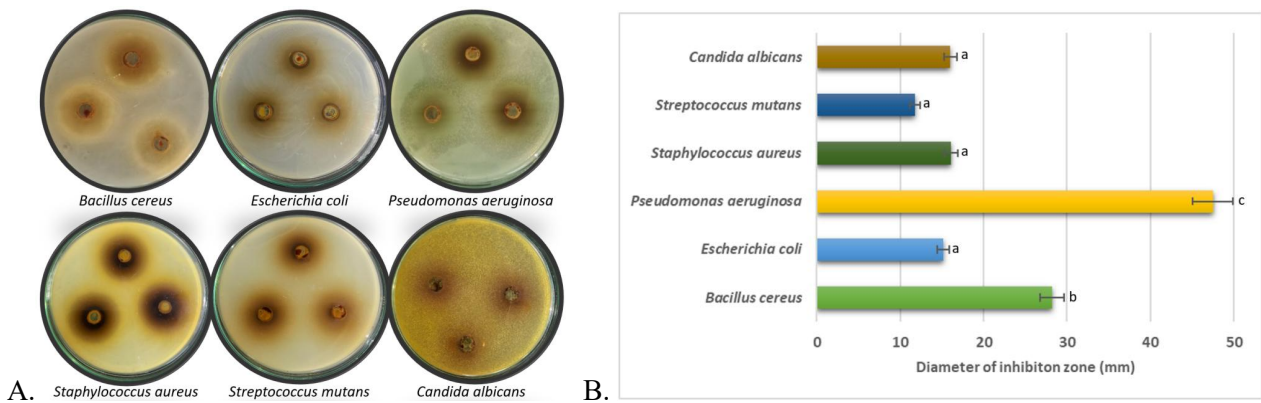 Bacillus cereus
Escherichia coli
Pseudomonas aeruginosa
Staphylococcus aureus
Streptococcus mutans
Candida albicans
A.
Candida albicans
a
Streptococcus mutans
a
Staphylococcus aureus
a
Pseudomonas aeruginosa
c
Escherichia coli
a
Bacillus cereus
b
0 10 20 30 40 50
Diameter of inhibiton zone (mm)
B.